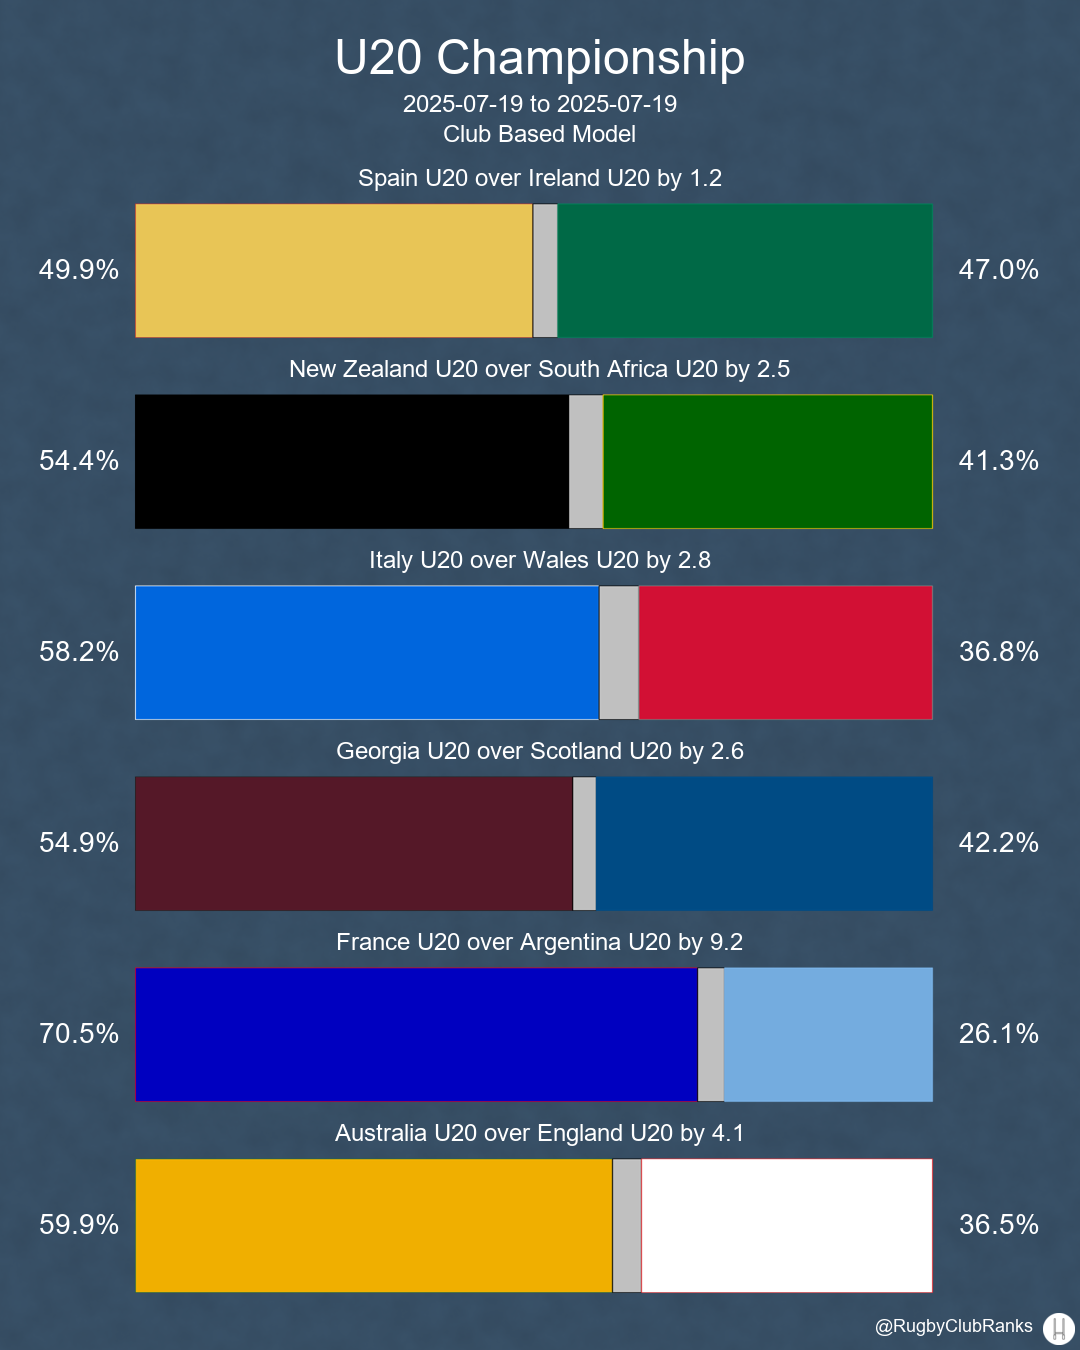 U20 Championship
2025-07-19 to 2025-07-19
Club Based Model
Spain U20 over Ireland U20 by 1.2
49.9%
47.0%
New Zealand U20 over South Africa U20 by 2.5
54.4%
41.3%
Italy U20 over Wales U20 by 2.8
58.2%
36.8%
Georgia U20 over Scotland U20 by 2.6
54.9%
42.2%
France U20 over Argentina U20 by 9.2
70.5%
26.1%
Australia U20 over England U20 by 4.1
59.9%
36.5%
@RugbyClubRanks